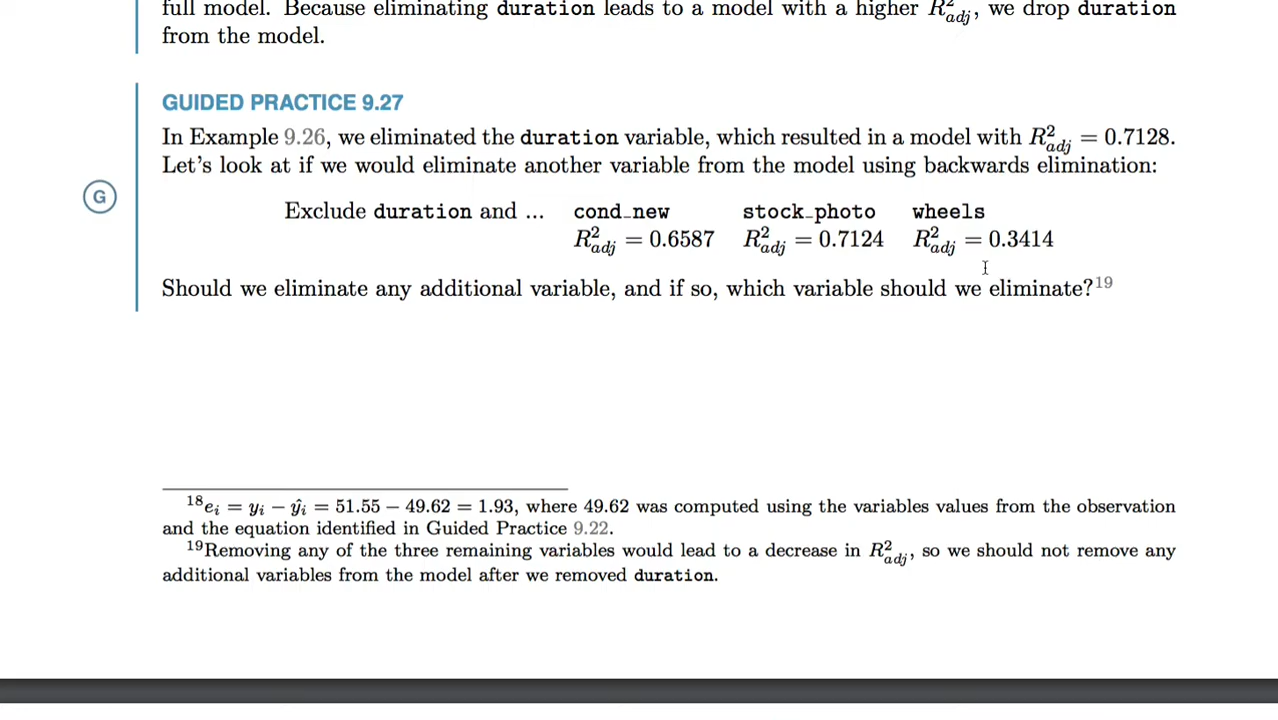 full model. Because eliminating duration leads to a model with a higher R²adj, we drop duration
from the model.
GUIDED PRACTICE 9.27
In Example 9.26, we eliminated the duration variable, which resulted in a model with R²adj = 0.7128.
Let's look at if we would eliminate another variable from the model using backwards elimination:
G
Exclude duration and ... cond_new stock_photo wheels
R²adj = 0.6587 R²adj = 0.7124 R²adj = 0.3414
Should we eliminate any additional variable, and if so, which variable should we eliminate?19
18eᵢ = yᵢ − ŷᵢ = 51.55 − 49.62 = 1.93, where 49.62 was computed using the variables values from the observation
and the equation identified in Guided Practice 9.22.
19Removing any of the three remaining variables would lead to a decrease in R²adj, so we should not remove any
additional variables from the model after we removed duration.